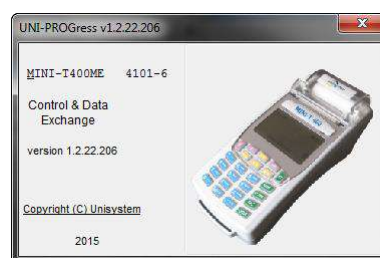 UNI-PROGress v1.2.22.206
MINI-T400ME 4101-6
Control & Data
Exchange
version 1.2.22.206
Copyright (C) Unisystem
2015